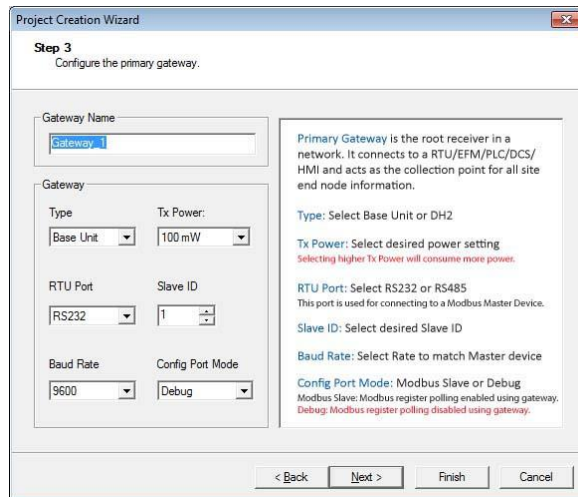 Project Creation Wizard
Step 3
Configure the primary gateway.
Gateway Name
Gateway_1
Gateway
Type
Tx Power:
Base Unit
100 mW
RTU Port
Slave ID
RS232
1
Baud Rate
Config Port Mode
9600
Debug
Primary Gateway is the root receiver in a
network. It connects to a RTU/EFM/PLC/DCS/
HMI and acts as the collection point for all site
end node information.
Type: Select Base Unit or DH2
Tx Power: Select desired power setting
Selecting higher Tx Power will consume more power.
RTU Port: Select RS232 or RS485
This port is used for connecting to a Modbus Master Device.
Slave ID: Select desired Slave ID
Baud Rate: Select Rate to match Master device
Config Port Mode: Modbus Slave or Debug
Modbus Slave: Modbus register polling enabled using gateway.
Debug: Modbus register polling disabled using gateway.
< Back
Next >
Finish
Cancel